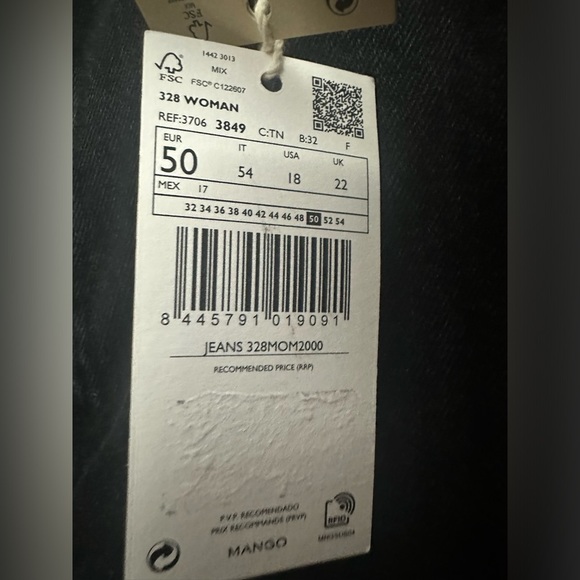 1442 3013
MIX
FSC
FSC® C122607
328 WOMAN
REF:3706 3849 C:TN B:32 F
EUR IT USA UK
50 54 18 22
MEX 17
32 34 36 38 40 42 44 46 48 50 52 54
8 445791 019091
JEANS 328MOM2000
RECOMMENDED PRICE (RRP)
P.V.P. RECOMENDADO
PRIX RECOMMANDÉ (PRVP)
RFID
MANGO